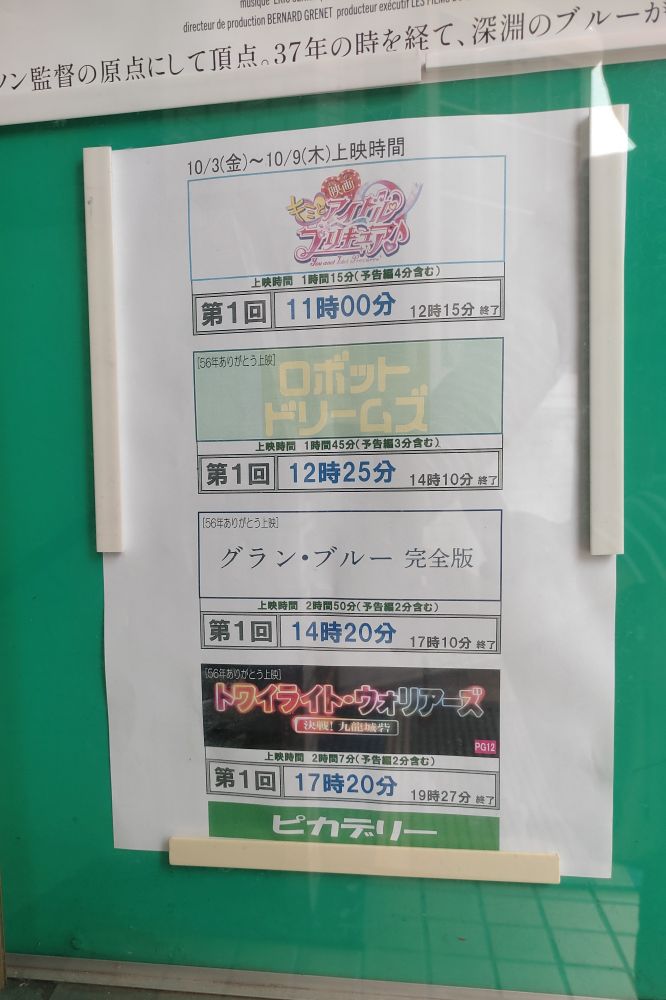 directeur de production BERNARD GRENET producteur exécutif LES FILMS
ソン監督の原点にして頂点。37年の時を経て、深淵のブルーが
10/3(金)～10/9(木)上映時間
映画
キミとアイドル
プリキュア♪
You and Idol Precure
上映時間 1時間15分(予告編4分含む)
第1回 11時00分 12時15分 終了
[56年ありがとう上映]
ロボット
ドリームズ
上映時間 1時間45分(予告編3分含む)
第1回 12時25分 14時10分 終了
[56年ありがとう上映]
グラン・ブルー 完全版
上映時間 2時間50分(予告編2分含む)
第1回 14時20分 17時10分 終了
[56年ありがとう上映]
トワイライト・ウォリアーズ
決戦! 九龍城砦
PG12
上映時間 2時間7分(予告編2分含む)
第1回 17時20分 19時27分 終了
ピカデリー